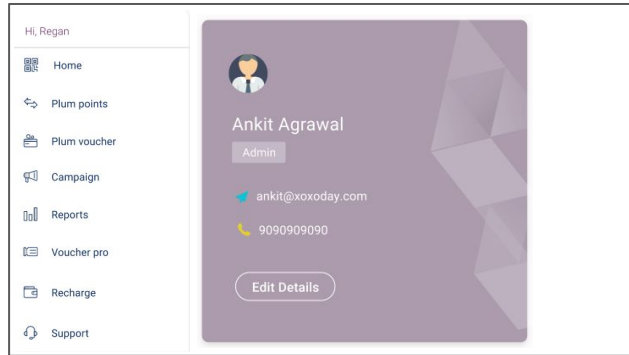 Hi, Regan
Home
Plum points
Plum voucher
Campaign
Reports
Voucher pro
Recharge
Support
Ankit Agrawal
Admin
ankit@xoxoday.com
9090909090
Edit Details